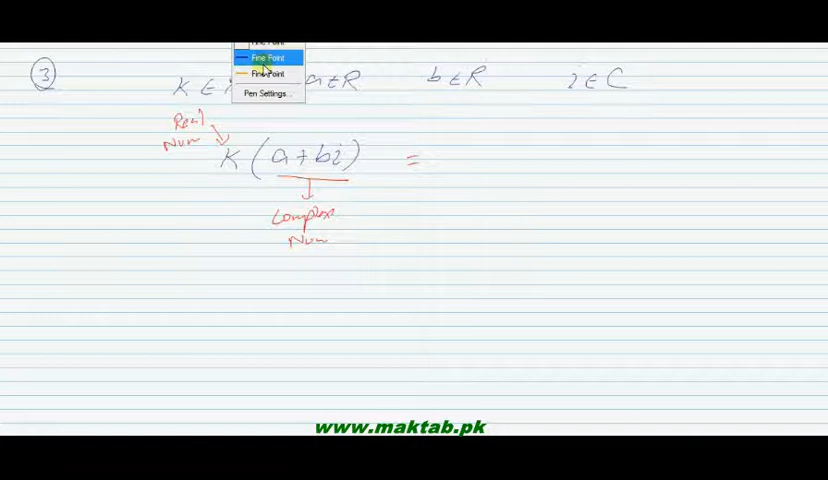 Fine Point
Fine Point
Pen Settings...
③ K ∈ a ∈ R b ∈ R i ∈ C
Real
Num
K (a + bi) =
Complex
Num
www.maktab.pk